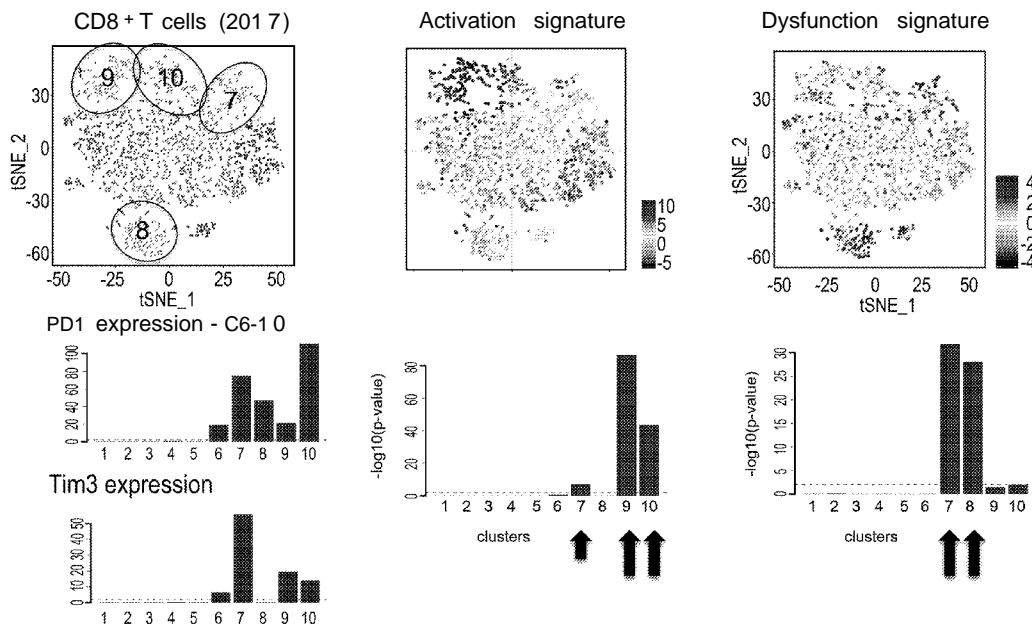 CD8 + T cells (201 7)
Activation signature
Dysfunction signature
9
10
7
8
30
0
-30
-60
tSNE_2
-50
-25
0
25
50
tSNE_1
10
5
0
-5
30
0
-30
-60
tSNE_2
-50
-25
0
25
50
tSNE_1
4
2
0
-2
-4
PD1 expression - C6-1 0
0 20 40 60 80 100
1 2 3 4 5 6 7 8 9 10
Tim3 expression
0 10 20 30 40 50
1 2 3 4 5 6 7 8 9 10
-log10(p-value)
0 20 40 60 80
1 2 3 4 5 6 7 8 9 10
clusters
-log10(p-value)
0 5 10 15 20 25 30
1 2 3 4 5 6 7 8 9 10
clusters